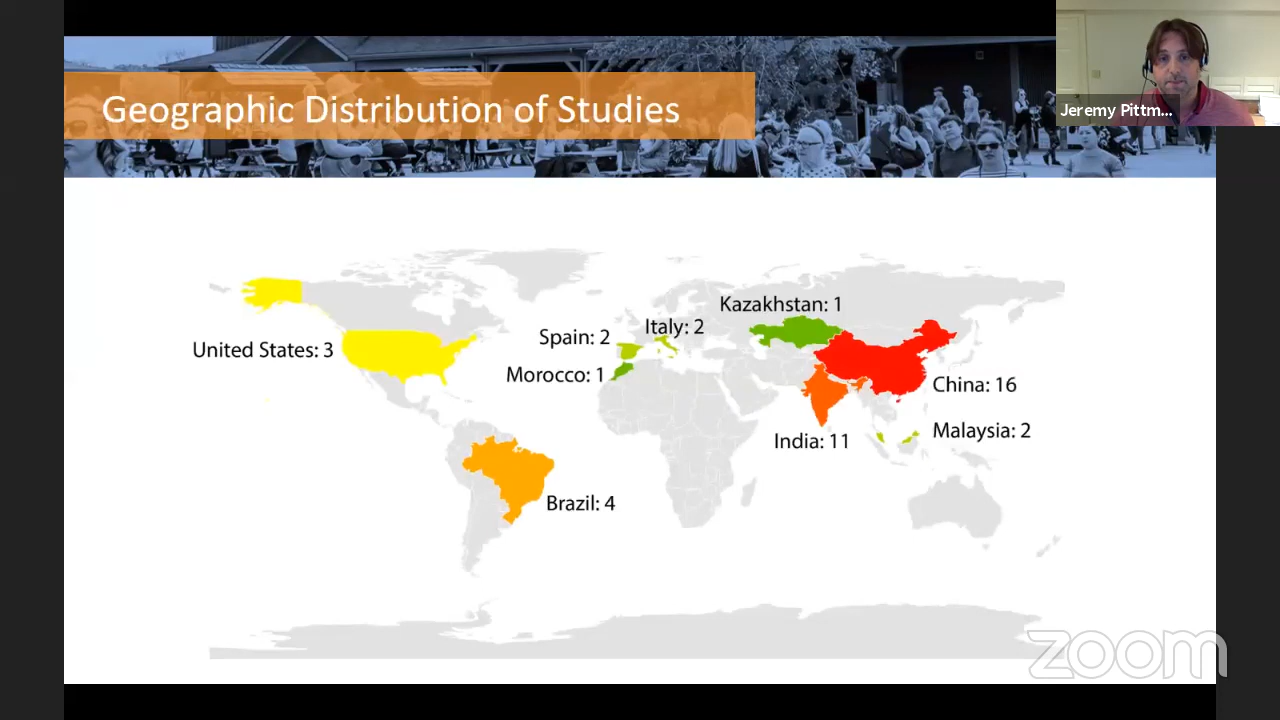 Geographic Distribution of Studies
Jeremy Pittm...
Kazakhstan: 1
Spain: 2
Italy: 2
United States: 3
Morocco: 1
China: 16
India: 11
Malaysia: 2
Brazil: 4
zoom